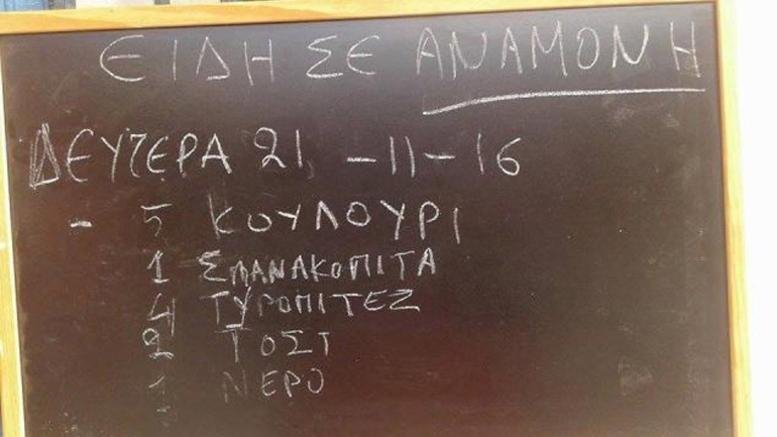 ΕΙΔΗ ΣΕ ΑΝΑΜΟΝΗ
ΔΕΥΤΕΡΑ 21 -11-16
- 5 ΚΟΥΛΟΥΡΙ
1 ΣΠΑΝΑΚΟΠΙΤΑ
4 ΤΥΡΟΠΙΤΕΣ
2 ΤΟΣΤ
1 ΝΕΡΟ